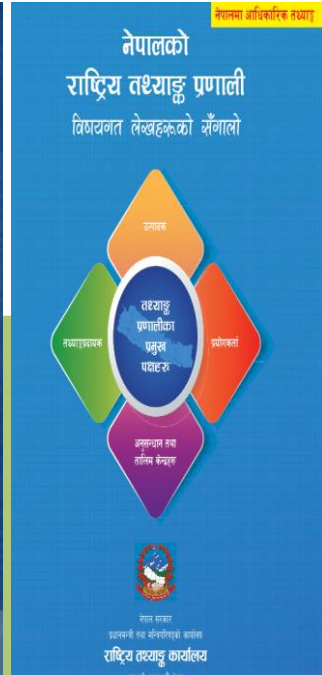 नेपालमा आधिकारिक तथ्याङ्क
नेपालको
राष्ट्रिय तथ्याङ्क प्रणाली
विषयगत लेखहरूको सँगालो
उत्पादक
तथ्याङ्कप्रदायक
तथ्याङ्क
प्रणालीका
प्रमुख
पक्षहरु
प्रयोगकर्ता
अनुसन्धान तथा
तालिम केन्द्रहरु
नेपाल सरकार
प्रधानमन्त्री तथा मन्त्रिपरिषद्को कार्यालय
राष्ट्रिय तथ्याङ्क कार्यालय